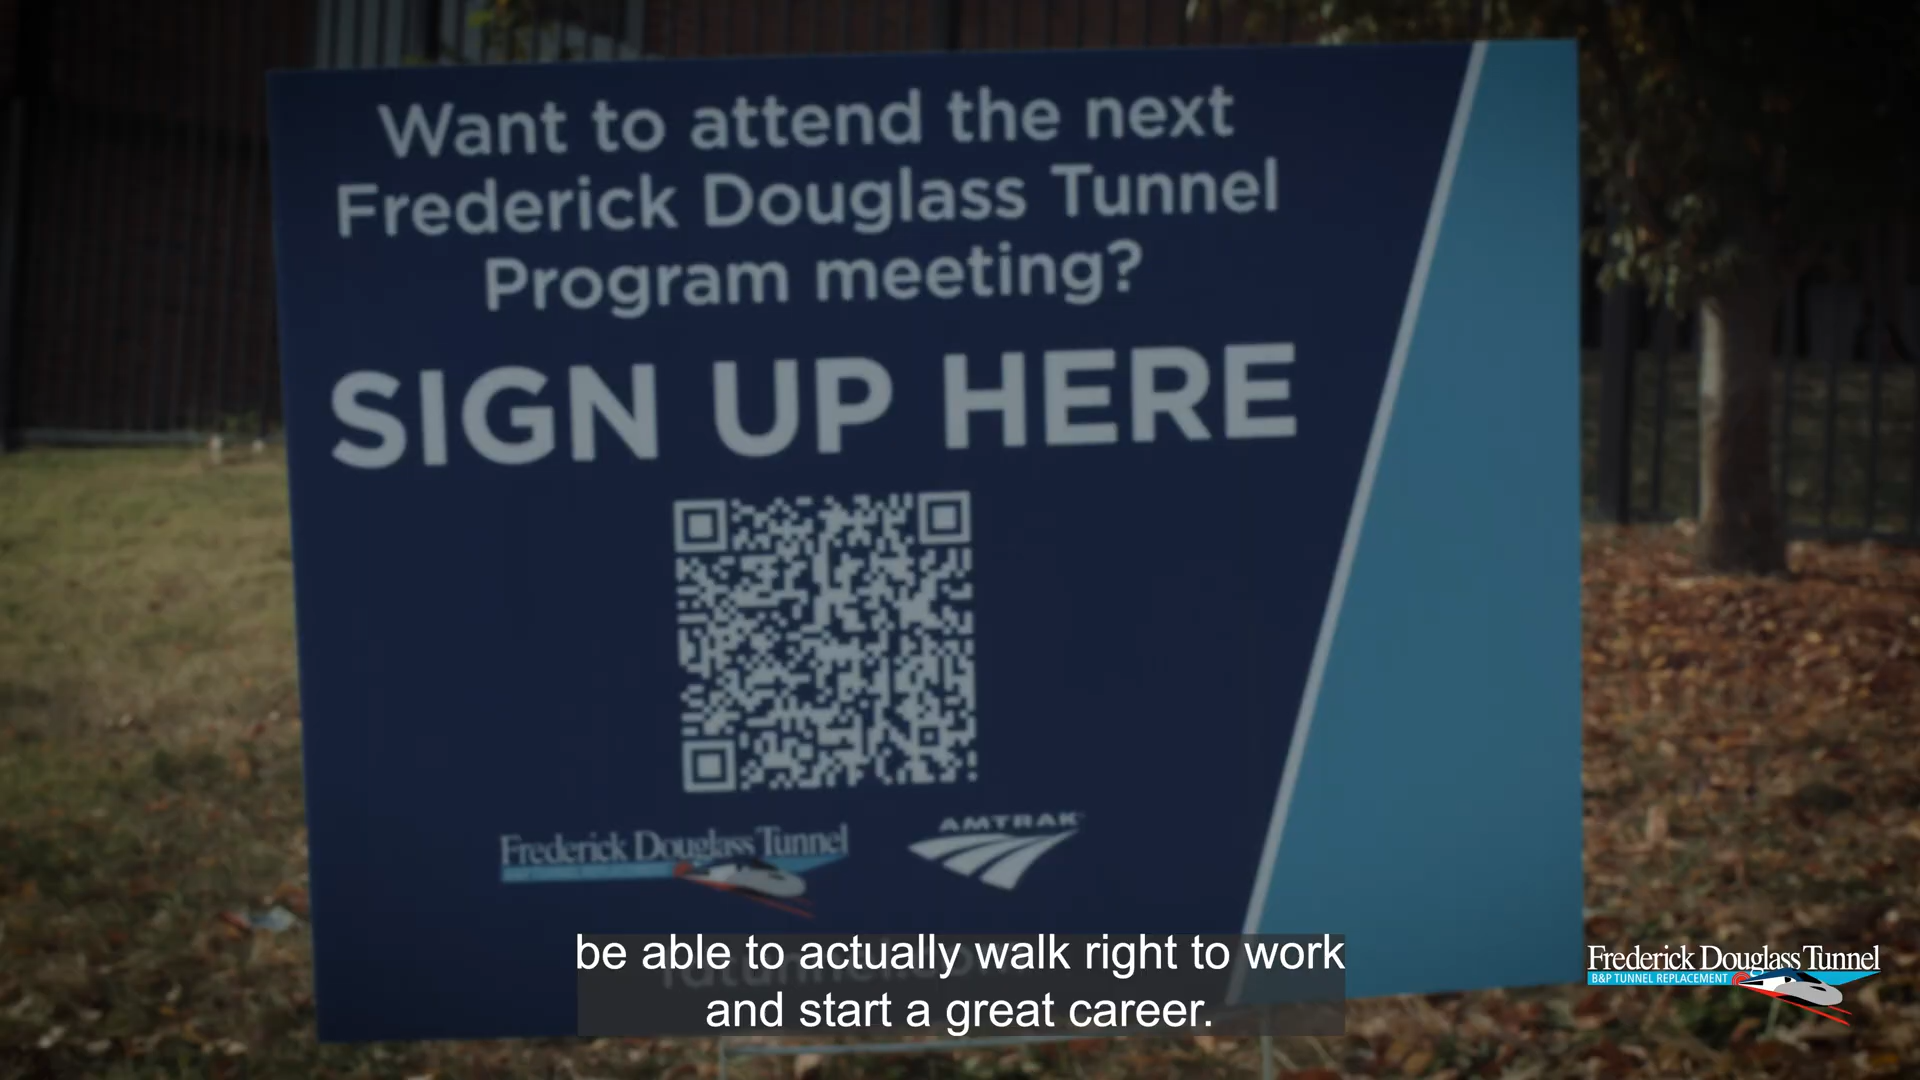 Want to attend the next
Frederick Douglass Tunnel
Program meeting?
SIGN UP HERE
Frederick Douglass Tunnel
AMTRAK
be able to actually walk right to work
and start a great career.
Frederick Douglass Tunnel
B&P TUNNEL REPLACEMENT